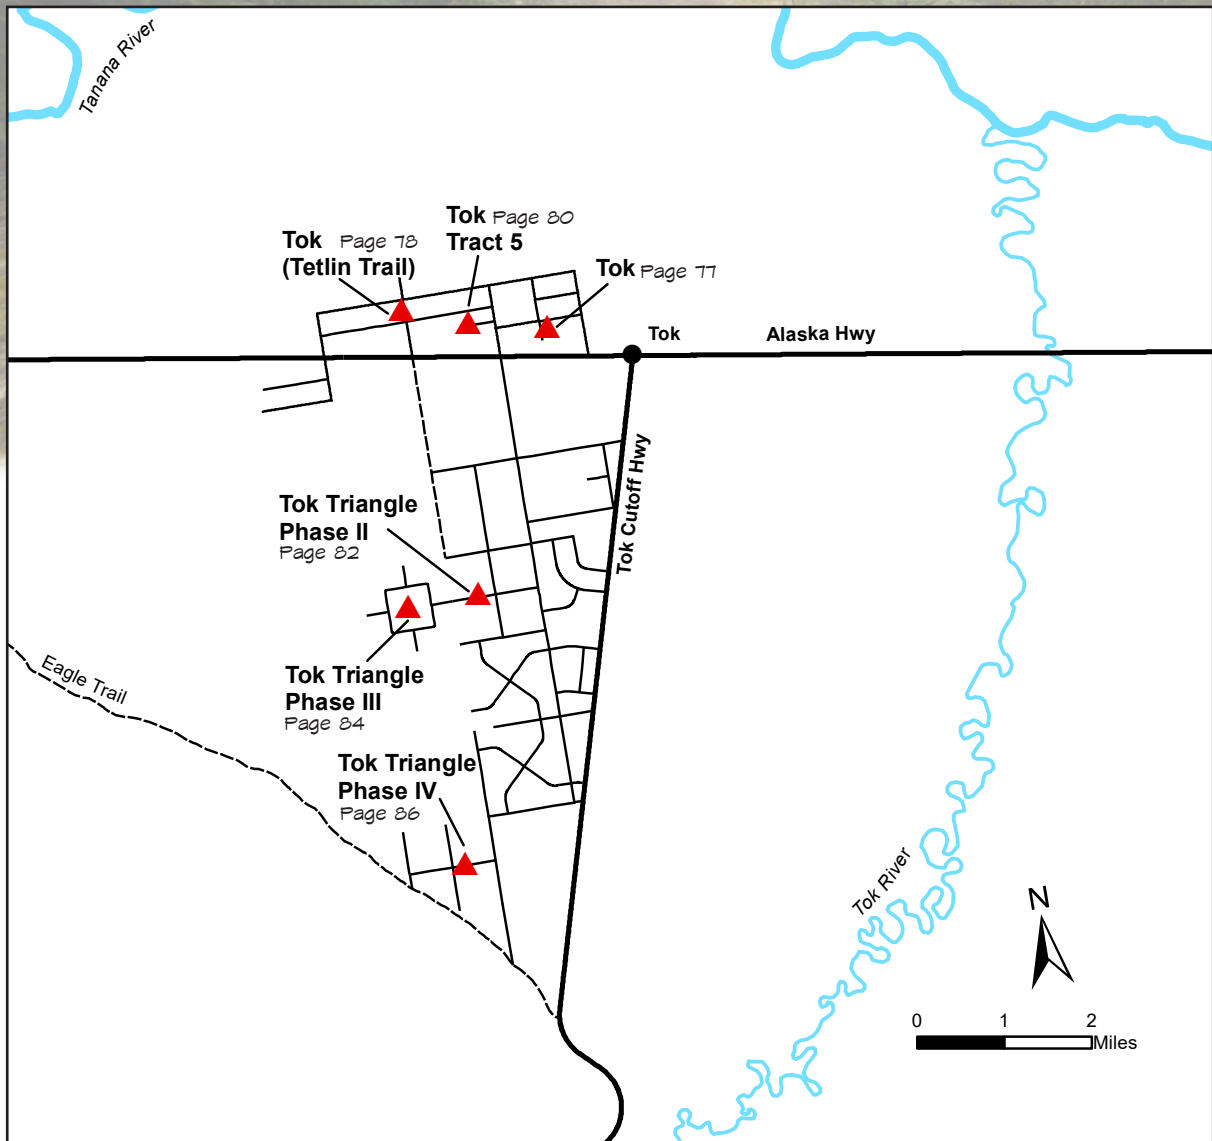 Tanana River
Tok Page 80
Tract 5
Tok Page 78
(Tetlin Trail)
Tok Page 77
Tok
Alaska Hwy
Tok Cutoff Hwy
Tok Triangle
Phase II
Page 82
Eagle Trail
Tok Triangle
Phase III
Page 84
Tok Triangle
Phase IV
Page 86
Tok River
N
0 1 2
Miles